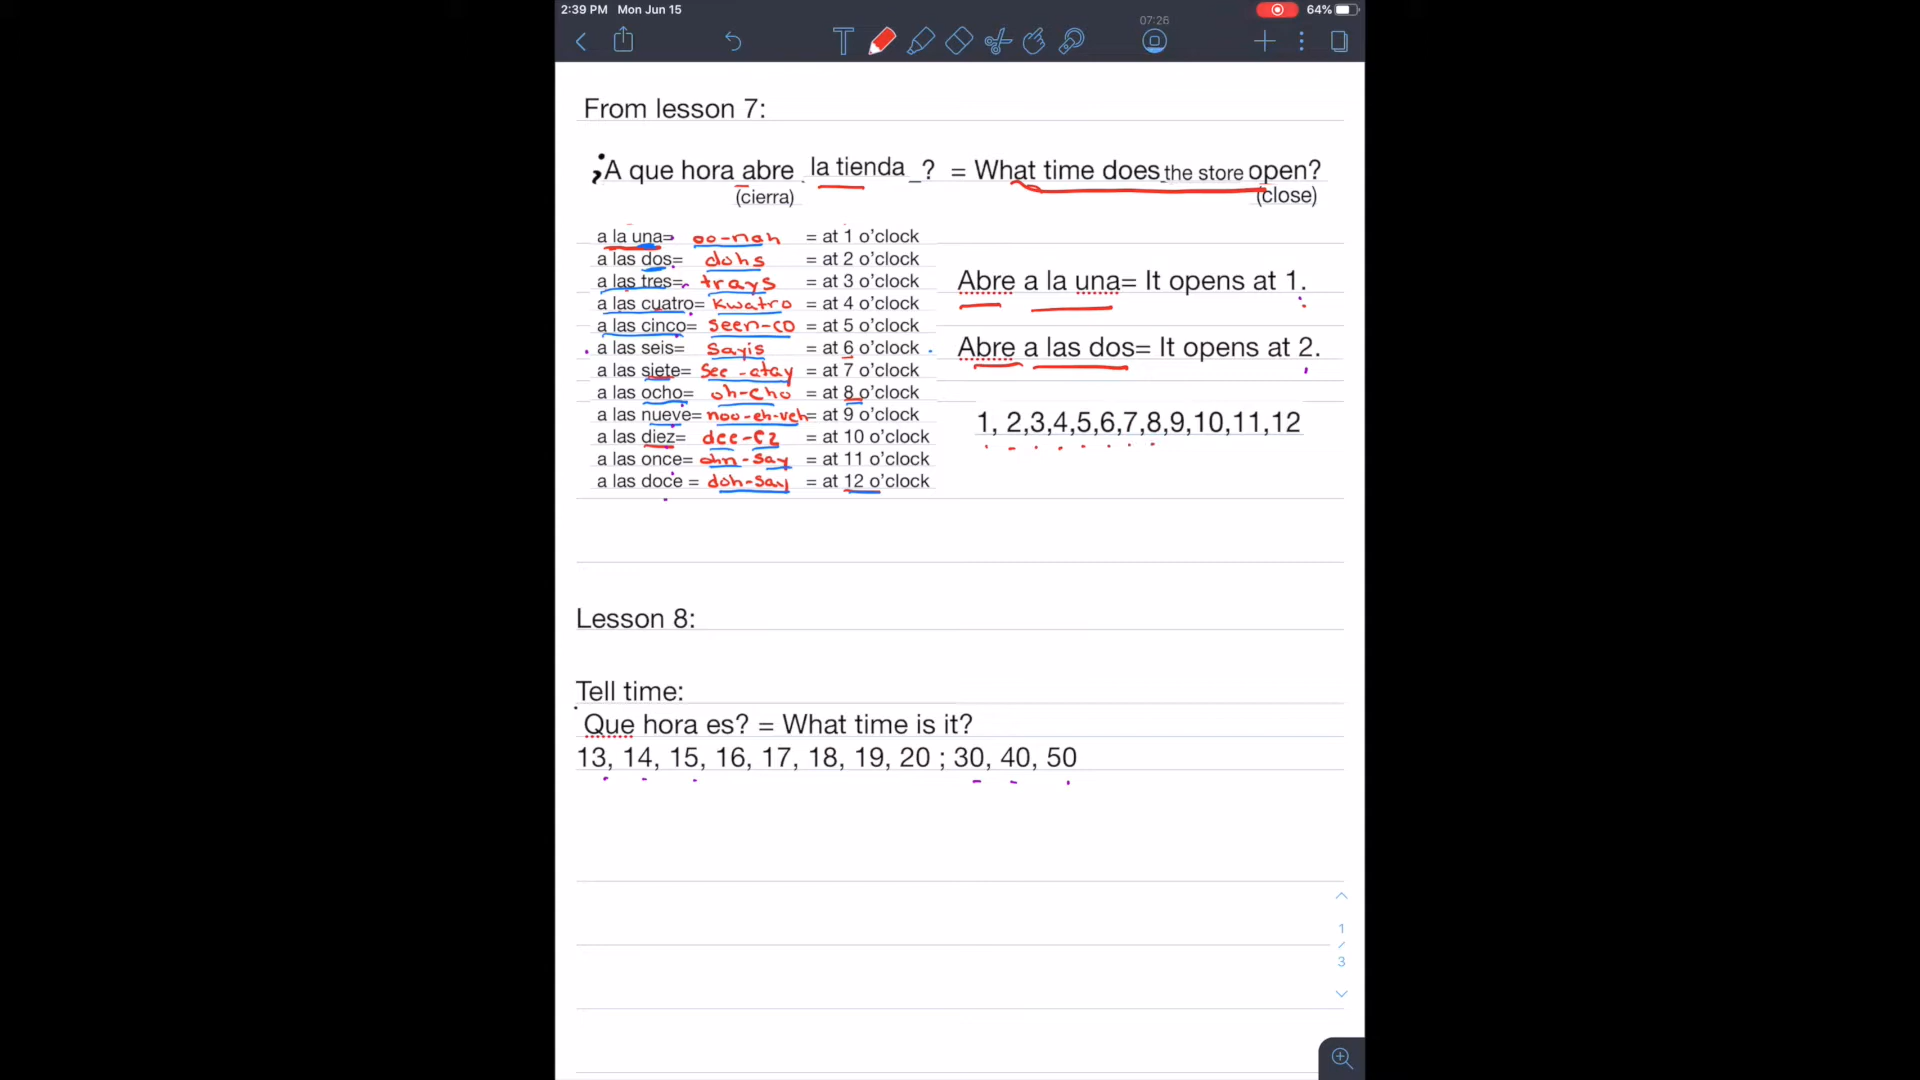 2:39 PM Mon Jun 15
64%
07:26
From lesson 7:
¿A que hora abre la tienda _? = What time does the store open?
(cierra) (close)
a la una= oo-nah = at 1 o'clock
a las dos= dohs = at 2 o'clock
a las tres= trays = at 3 o'clock
a las cuatro= kwatro = at 4 o'clock
a las cinco= seen-co = at 5 o'clock
a las seis= sayis = at 6 o'clock
a las siete= see-atay = at 7 o'clock
a las ocho= oh-cho = at 8 o'clock
a las nueve= noo-eh-veh= at 9 o'clock
a las diez= dee-ez = at 10 o'clock
a las once= ohn-say = at 11 o'clock
a las doce = doh-say = at 12 o'clock
Abre a la una= It opens at 1.
Abre a las dos= It opens at 2.
1, 2,3,4,5,6,7,8,9,10,11,12
Lesson 8:
Tell time:
Que hora es? = What time is it?
13, 14, 15, 16, 17, 18, 19, 20 ; 30, 40, 50
1
/
3